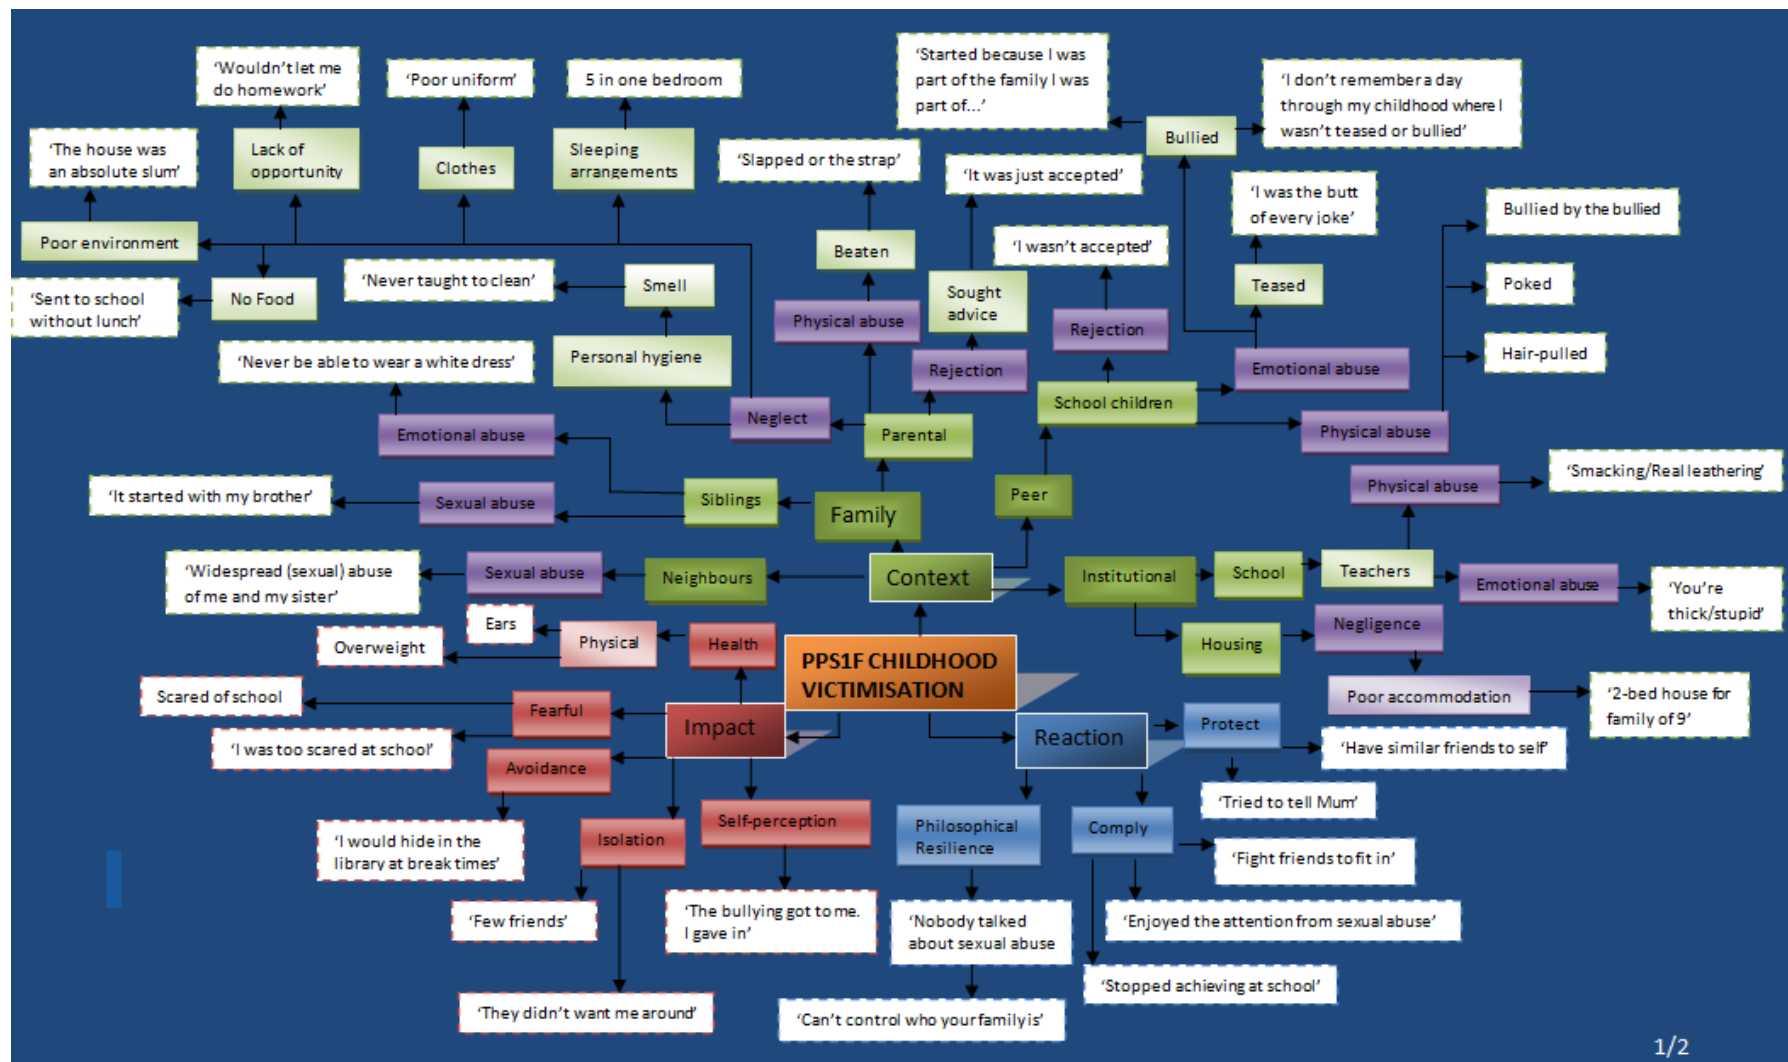 'Wouldn't let me
do homework'
'Poor uniform'
5 in one bedroom
'Started because I was
part of the family I was
part of...'
'I don't remember a day
through my childhood where I
wasn't teased or bullied'
'The house was
an absolute slum'
Lack of
opportunity
Clothes
Sleeping
arrangements
'Slapped or the strap'
'It was just accepted'
Bullied
'I was the butt
of every joke'
Bullied by the bullied
Poor environment
Beaten
'I wasn't accepted'
'Sent to school
without lunch'
No Food
'Never taught to clean'
Smell
Sought
advice
Teased
Poked
Physical abuse
Rejection
Hair-pulled
'Never be able to wear a white dress'
Personal hygiene
Rejection
Emotional abuse
Emotional abuse
Neglect
Parental
School children
Physical abuse
'It started with my brother'
Sexual abuse
Siblings
Family
Peer
Physical abuse
'Smacking/Real leathering'
'Widespread (sexual) abuse
of me and my sister'
Sexual abuse
Neighbours
Context
Institutional
School
Teachers
Emotional abuse
'You're
thick/stupid'
Ears
Overweight
Physical
Health
PPS1F CHILDHOOD
VICTIMISATION
Housing
Negligence
Poor accommodation
'2-bed house for
family of 9'
Scared of school
Fearful
Impact
Reaction
Protect
'Have similar friends to self'
'I was too scared at school'
Avoidance
'Tried to tell Mum'
'I would hide in the
library at break times'
Isolation
Self-perception
Philosophical
Resilience
Comply
'Fight friends to fit in'
'Few friends'
'The bullying got to me.
I gave in'
'Nobody talked
about sexual abuse
'Enjoyed the attention from sexual abuse'
'Stopped achieving at school'
'They didn't want me around'
'Can't control who your family is'
1/2